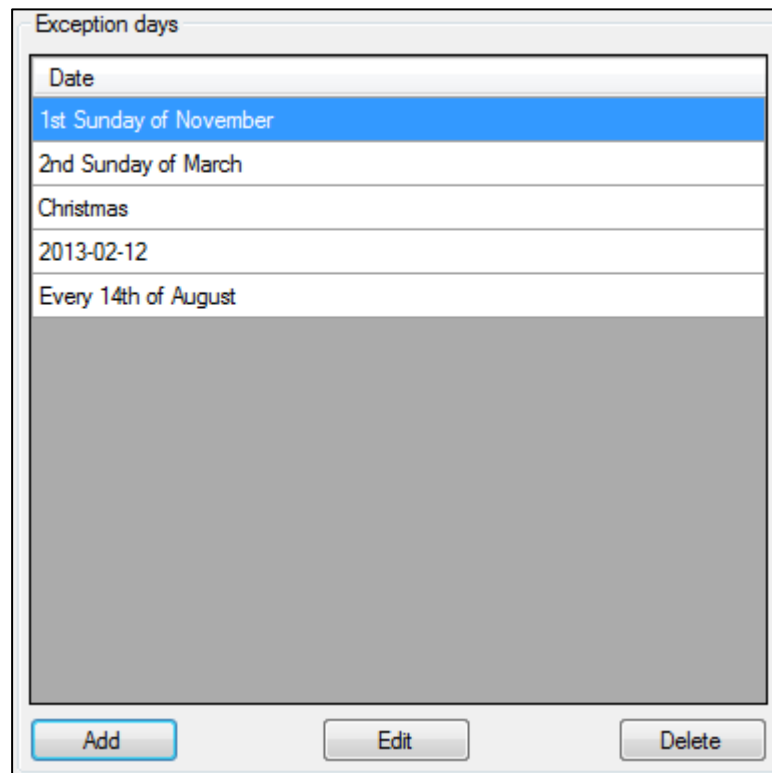 Exception days
Date
1st Sunday of November
2nd Sunday of March
Christmas
2013-02-12
Every 14th of August
Add Edit Delete